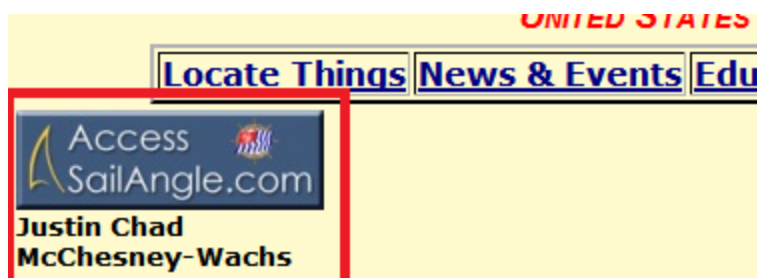 UNITED STATES
Locate Things News & Events Edu
Access
SailAngle.com
Justin Chad
McChesney-Wachs